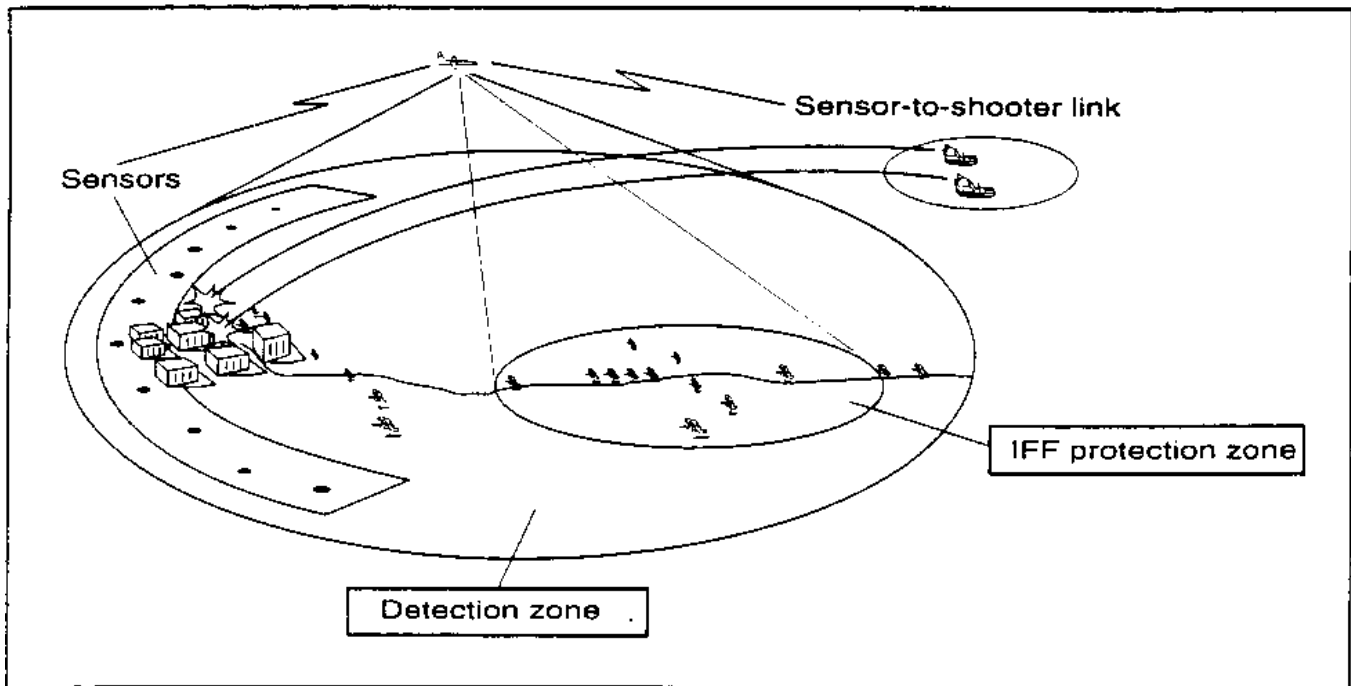 Sensor-to-shooter link
Sensors
IFF protection zone
Detection zone